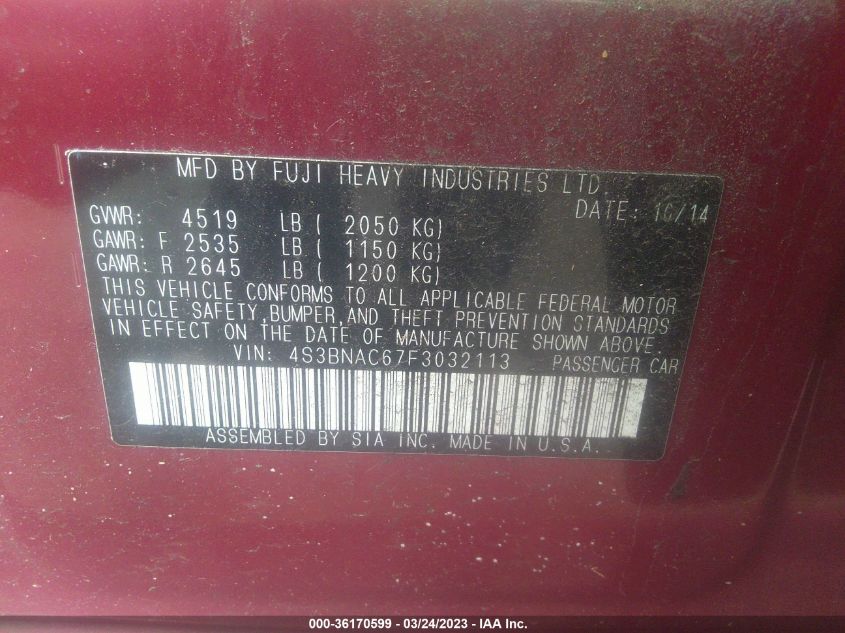 MFD BY FUJI HEAVY INDUSTRIES LTD.
DATE: 10/14
GVWR: 4519 LB ( 2050 KG)
GAWR: F 2535 LB ( 1150 KG)
GAWR: R 2645 LB ( 1200 KG)
THIS VEHICLE CONFORMS TO ALL APPLICABLE FEDERAL MOTOR
VEHICLE SAFETY, BUMPER, AND THEFT PREVENTION STANDARDS
IN EFFECT ON THE DATE OF MANUFACTURE SHOWN ABOVE.
VIN: 4S3BNAC67F3032113 PASSENGER CAR
ASSEMBLED BY SIA INC. MADE IN U.S.A.
000-36170599 — 03/24/2023 — IAA Inc.